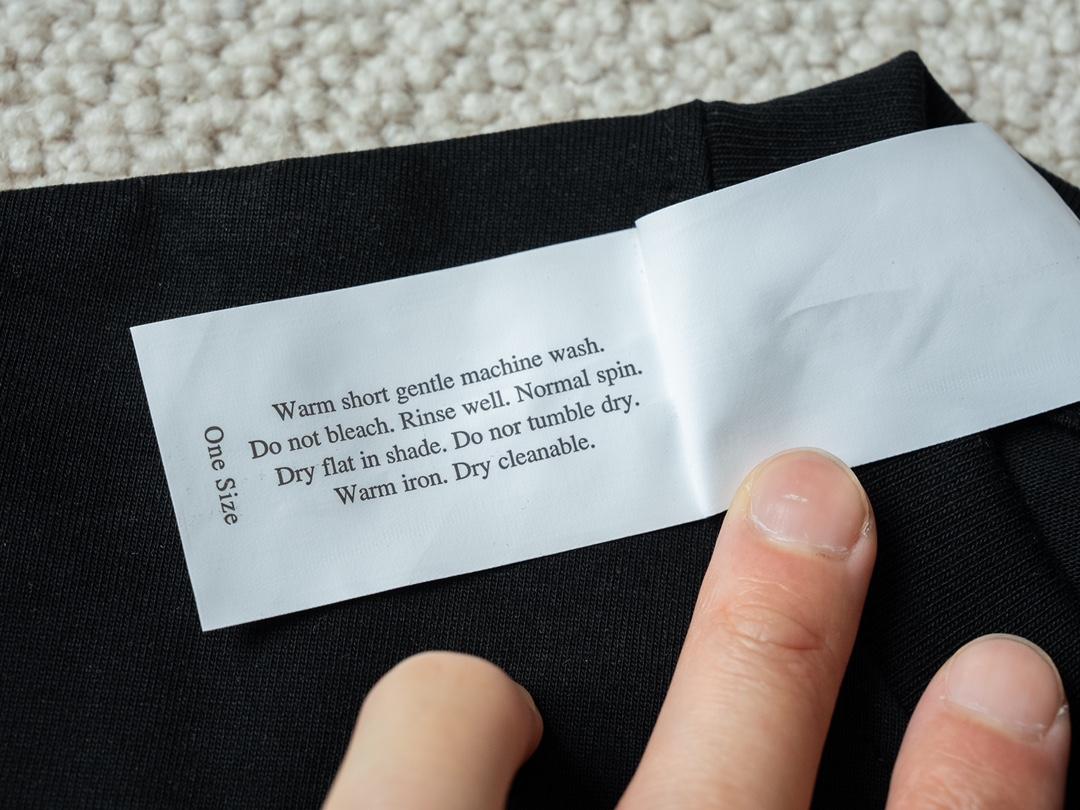 Warm short gentle machine wash.
Do not bleach. Rinse well. Normal spin.
Dry flat in shade. Do nor tumble dry.
Warm iron. Dry cleanable.
One Size